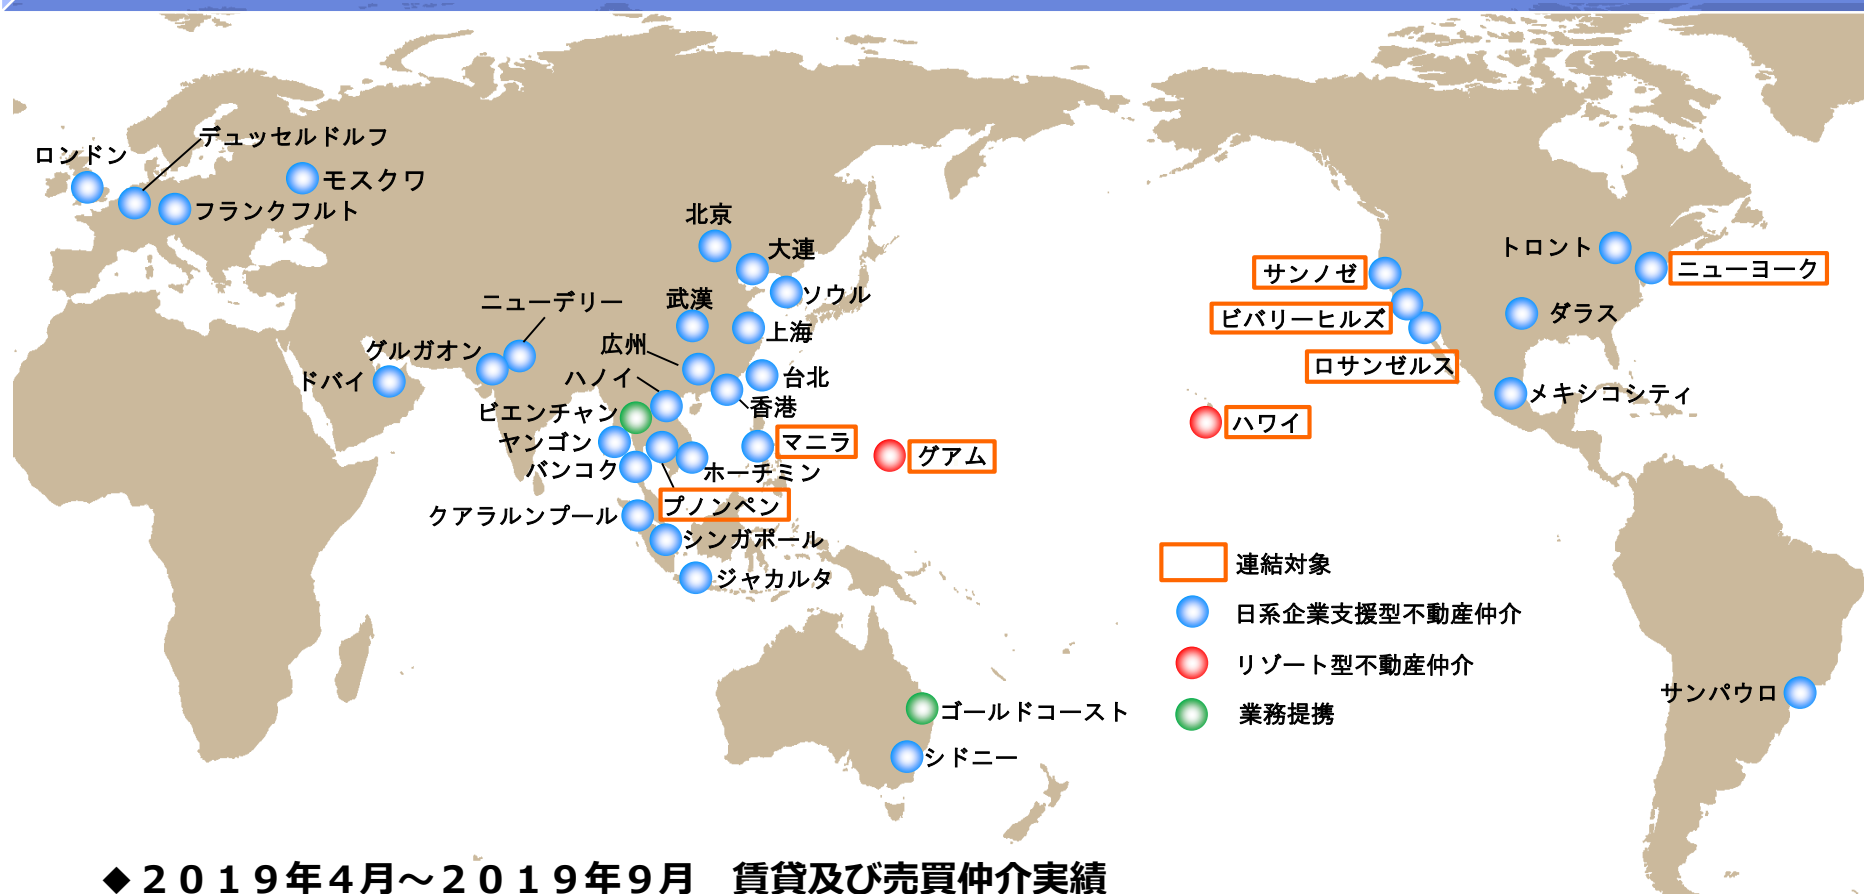 デュッセルドルフ
ロンドン
モスクワ
フランクフルト
北京
大連
ソウル
武漢
上海
ニューデリー
広州
グルガオン
ハノイ
ドバイ
台北
香港
ビエンチャン
ヤンゴン
マニラ
グアム
バンコク
ホーチミン
プノンペン
クアラルンプール
シンガポール
ジャカルタ
ゴールドコースト
シドニー
トロント
ニューヨーク
サンノゼ
ビバリーヒルズ
ダラス
ロサンゼルス
メキシコシティ
ハワイ
サンパウロ
連結対象
日系企業支援型不動産仲介
リゾート型不動産仲介
業務提携
◆２０１９年４月～２０１９年９月　賃貸及び売買仲介実績